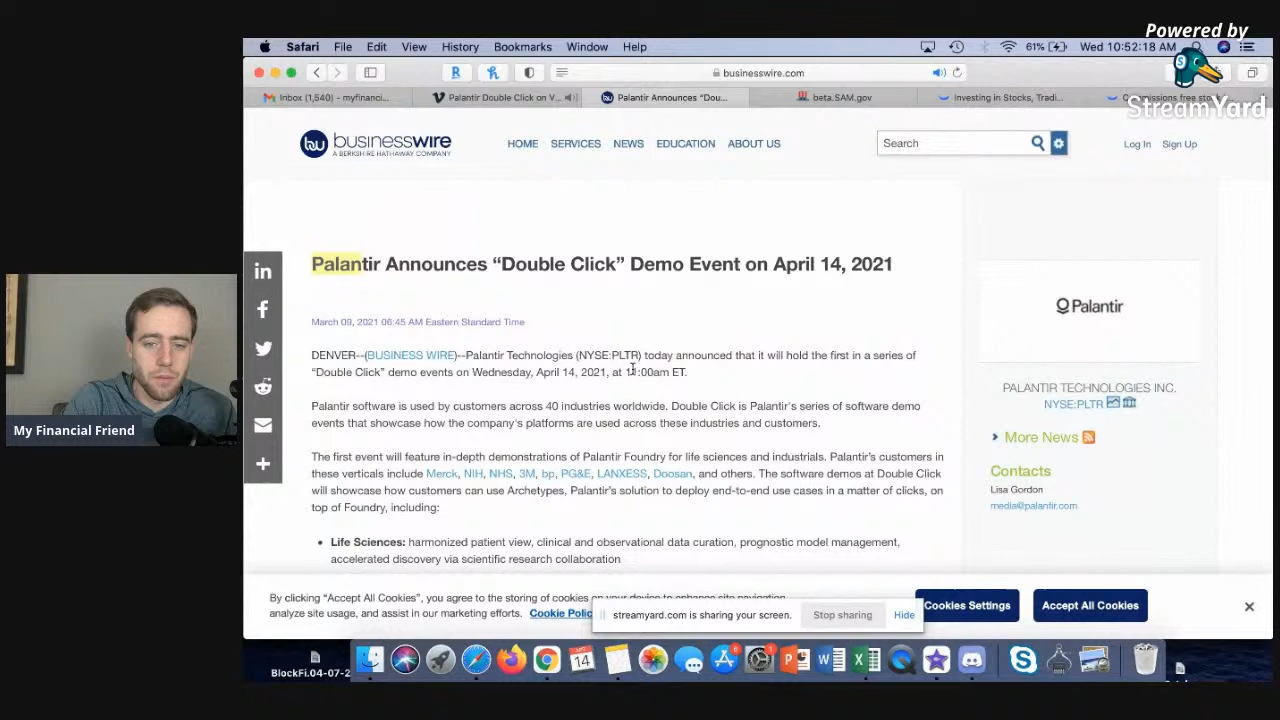 Powered by
StreamYard
Safari File Edit View History Bookmarks Window Help
61% Wed 10:52:18 AM
businesswire.com
Inbox (1,540) - myfinanci...
Palantir Double Click on V...
Palantir Announces "Dou...
beta.SAM.gov
Investing in Stocks, Tradi...
businesswire
A BERKSHIRE HATHAWAY COMPANY
HOME SERVICES NEWS EDUCATION ABOUT US
Search
Log In Sign Up
Palantir Announces “Double Click” Demo Event on April 14, 2021
March 09, 2021 06:45 AM Eastern Standard Time
DENVER--(BUSINESS WIRE)--Palantir Technologies (NYSE:PLTR) today announced that it will hold the first in a series of
“Double Click” demo events on Wednesday, April 14, 2021, at 11:00am ET.
Palantir software is used by customers across 40 industries worldwide. Double Click is Palantir's series of software demo
events that showcase how the company's platforms are used across these industries and customers.
The first event will feature in-depth demonstrations of Palantir Foundry for life sciences and industrials. Palantir's customers in
these verticals include Merck, NIH, NHS, 3M, bp, PG&E, LANXESS, Doosan, and others. The software demos at Double Click
will showcase how customers can use Archetypes, Palantir's solution to deploy end-to-end use cases in a matter of clicks, on
top of Foundry, including:
• Life Sciences: harmonized patient view, clinical and observational data curation, prognostic model management,
accelerated discovery via scientific research collaboration
Palantir
PALANTIR TECHNOLOGIES INC.
NYSE:PLTR
More News
Contacts
Lisa Gordon
media@palantir.com
My Financial Friend
By clicking “Accept All Cookies”, you agree to the storing of cookies on your device to enhance site navigation,
analyze site usage, and assist in our marketing efforts. Cookie
streamyard.com is sharing your screen. Stop sharing Hide
Cookies Settings
Accept All Cookies
14
BlockFi.04-07-2